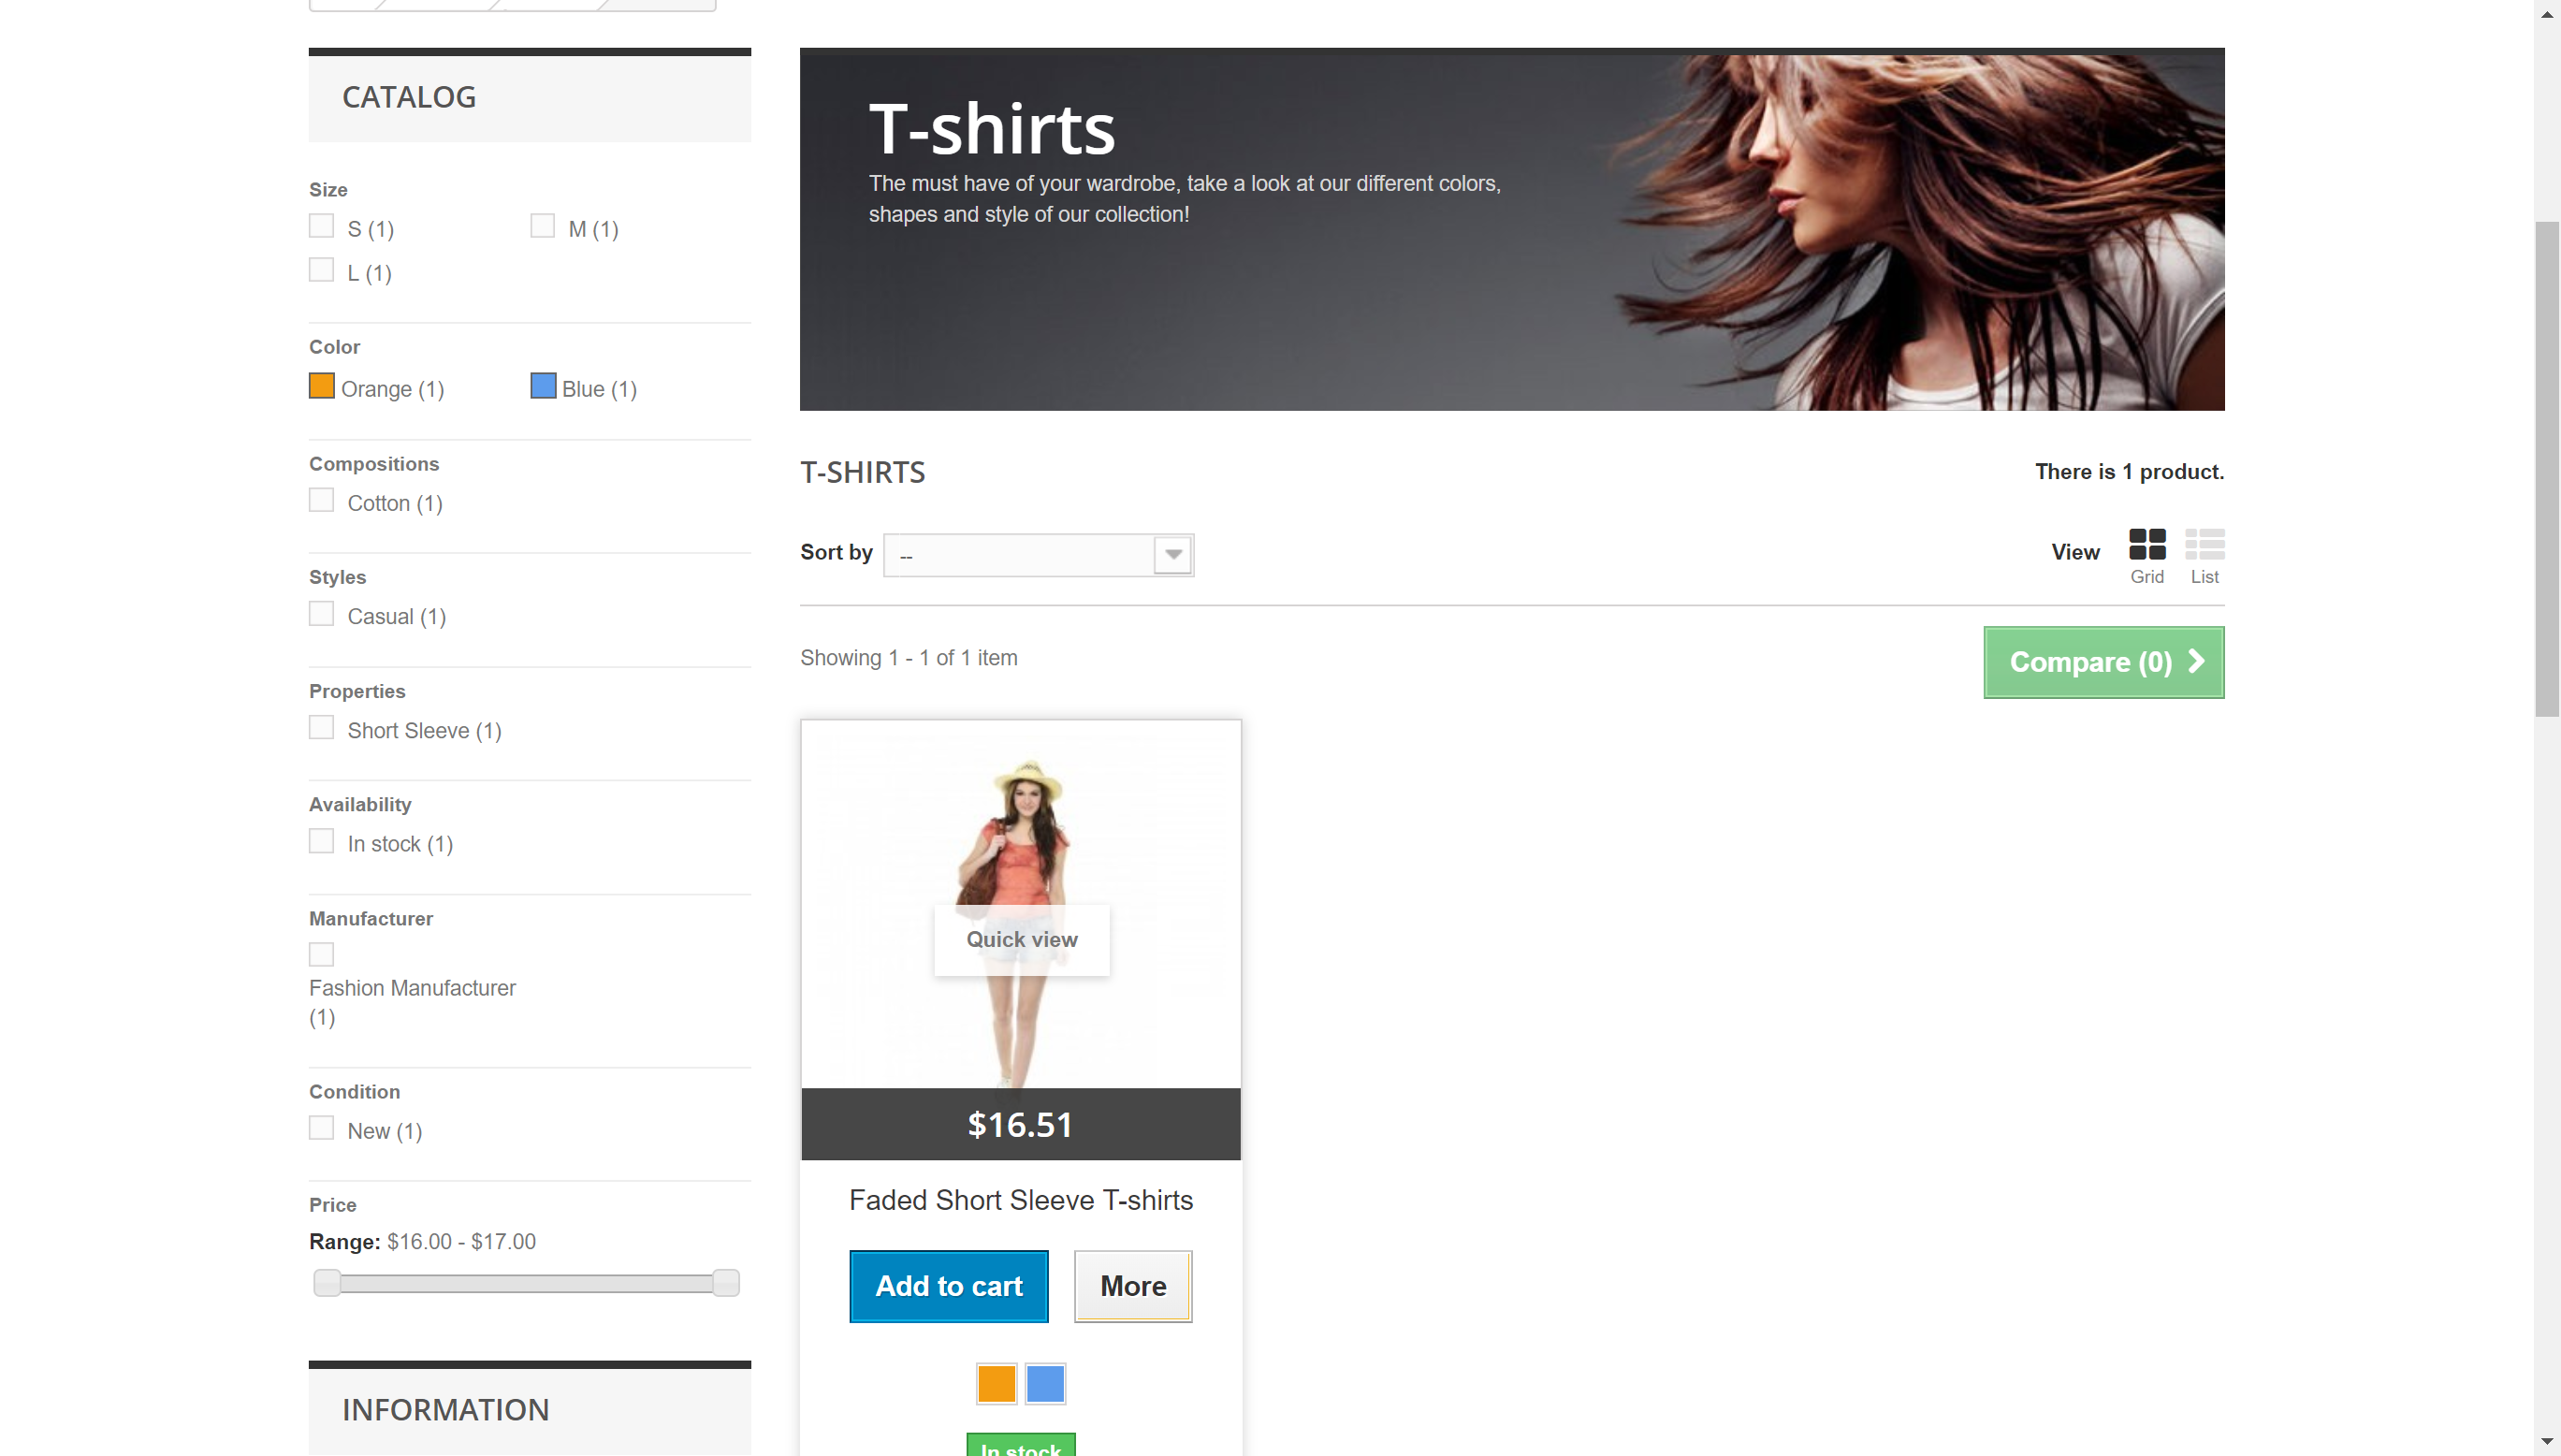 CATALOG
Size
S (1)
M (1)
L (1)
Color
Orange (1)
Blue (1)
Compositions
Cotton (1)
Styles
Casual (1)
Properties
Short Sleeve (1)
Availability
In stock (1)
Manufacturer
Fashion Manufacturer
(1)
Condition
New (1)
Price
Range: $16.00 - $17.00
INFORMATION
T-shirts
The must have of your wardrobe, take a look at our different colors,
shapes and style of our collection!
T-SHIRTS
There is 1 product.
Sort by
--
View
Grid
List
Showing 1 - 1 of 1 item
Compare (0)
Quick view
$16.51
Faded Short Sleeve T-shirts
Add to cart
More
In stock